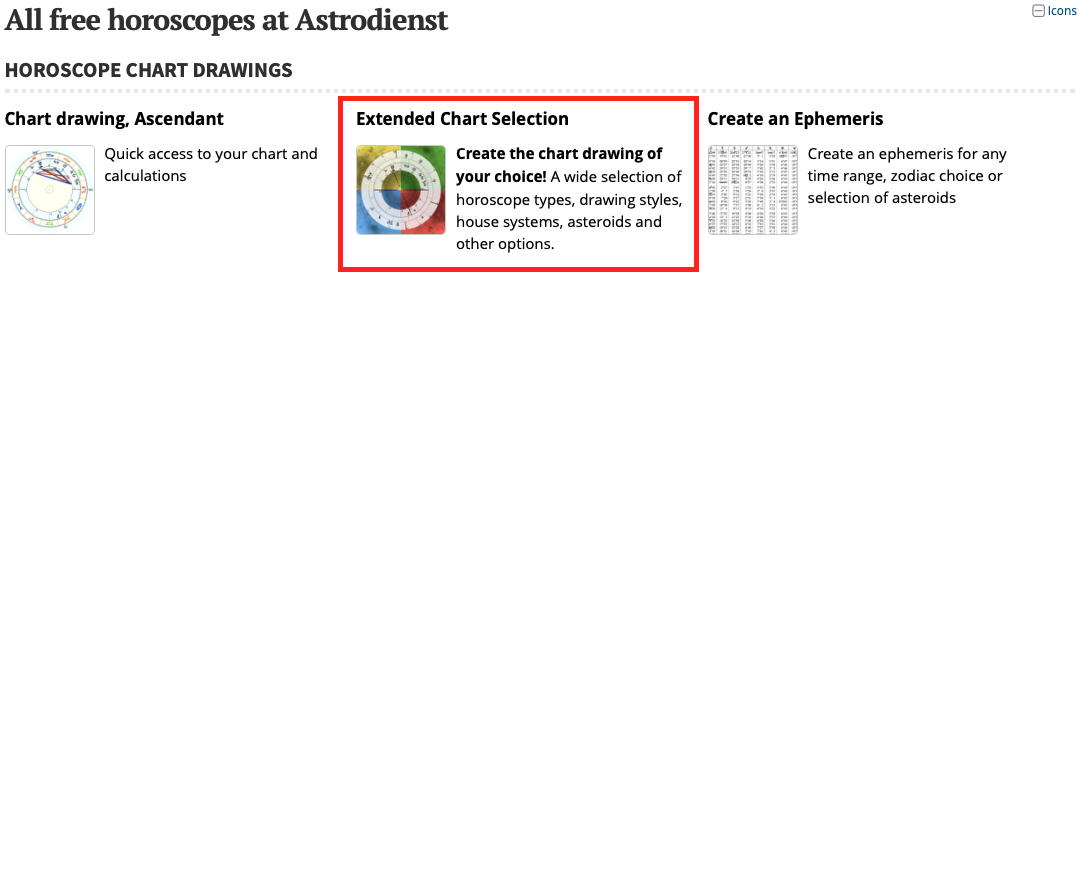 All free horoscopes at Astrodienst
Icons
HOROSCOPE CHART DRAWINGS
Chart drawing, Ascendant
Quick access to your chart and
calculations
Extended Chart Selection
Create the chart drawing of
your choice! A wide selection of
horoscope types, drawing styles,
house systems, asteroids and
other options.
Create an Ephemeris
Create an ephemeris for any
time range, zodiac choice or
selection of asteroids